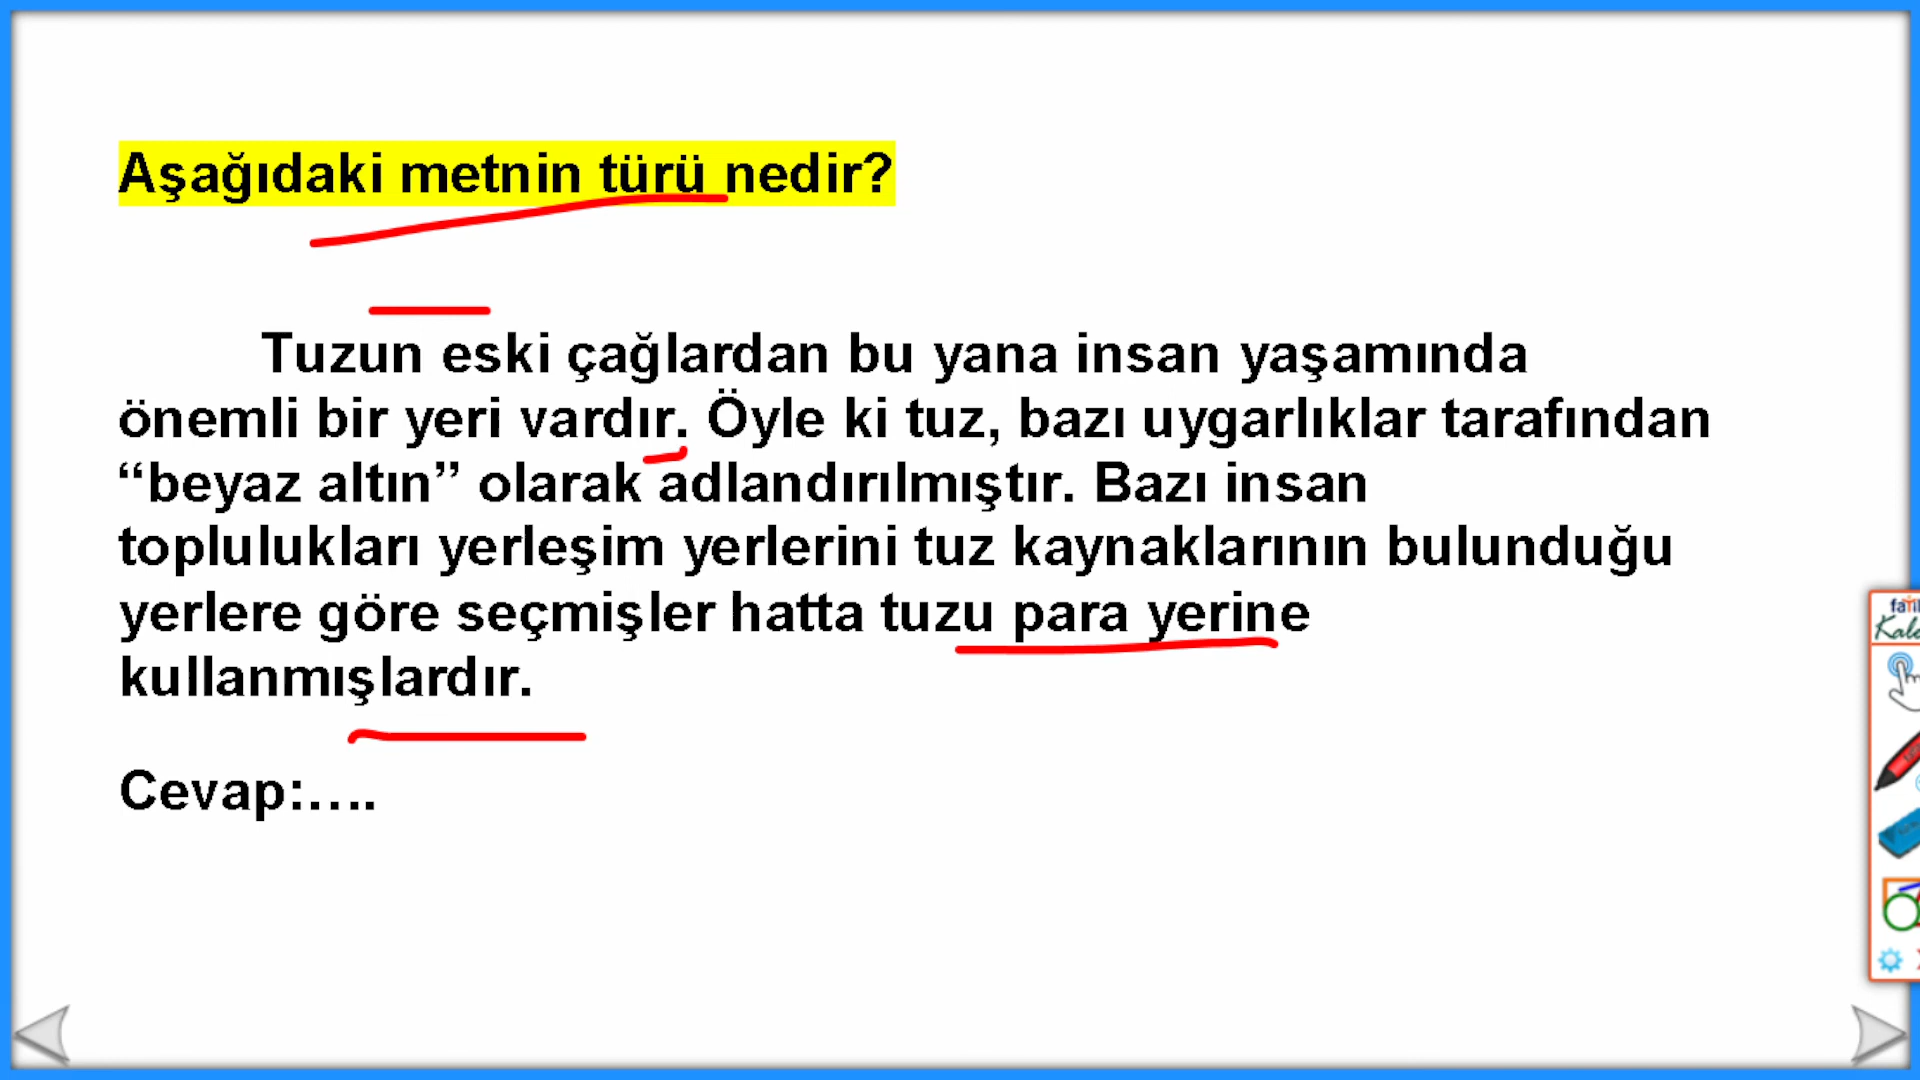 Aşağıdaki metnin türü nedir?
Tuzun eski çağlardan bu yana insan yaşamında
önemli bir yeri vardır. Öyle ki tuz, bazı uygarlıklar tarafından
“beyaz altın” olarak adlandırılmıştır. Bazı insan
toplulukları yerleşim yerlerini tuz kaynaklarının bulunduğu
yerlere göre seçmişler hatta tuzu para yerine
kullanmışlardır.
Cevap:....